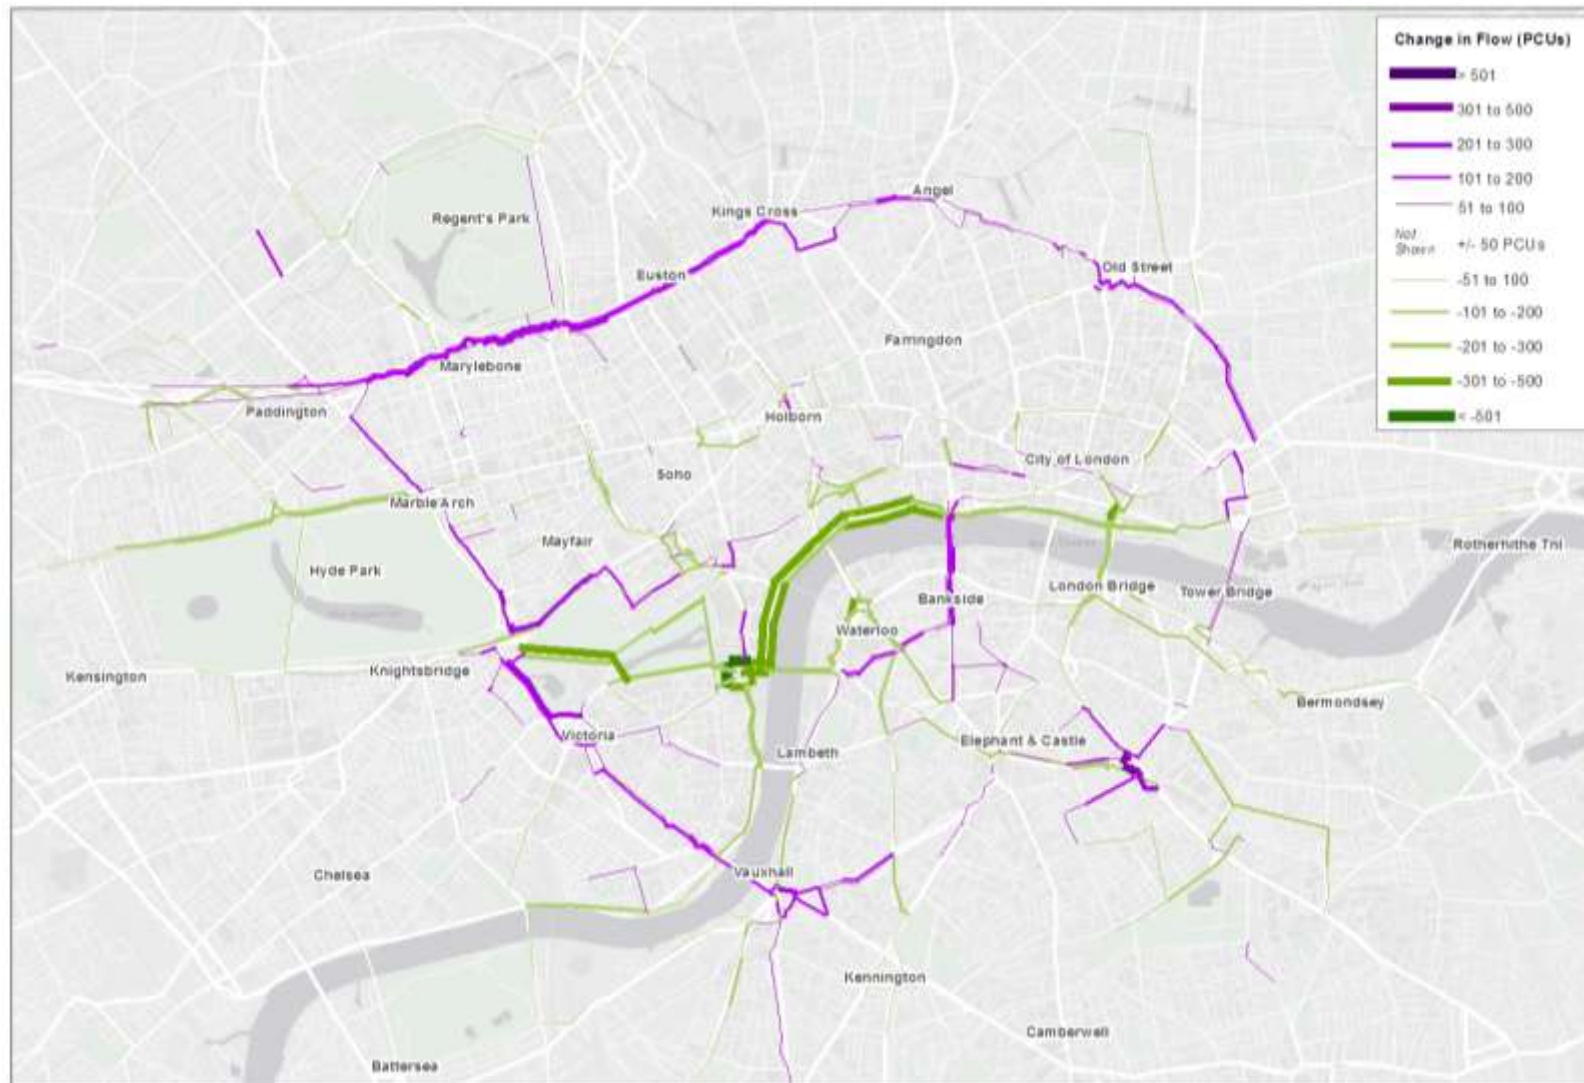 Change in Flow (PCUs)
> 501
301 to 500
201 to 300
101 to 200
51 to 100
Not
Shown
+/- 50 PCUs
-51 to 100
-101 to -200
-201 to -300
-301 to -500
< -501
Angel
Kings Cross
Regent's Park
Euston
Old Street
Farringdon
Marylebone
Paddington
Holborn
Soho
City of London
Marble Arch
Mayfair
Rotherhithe Tnl
Hyde Park
London Bridge
Tower Bridge
Bankside
Waterloo
Knightsbridge
Kensington
Bermondsey
Victoria
Elephant & Castle
Lambeth
Chelsea
Vauxhall
Kennington
Camberwell
Battersea